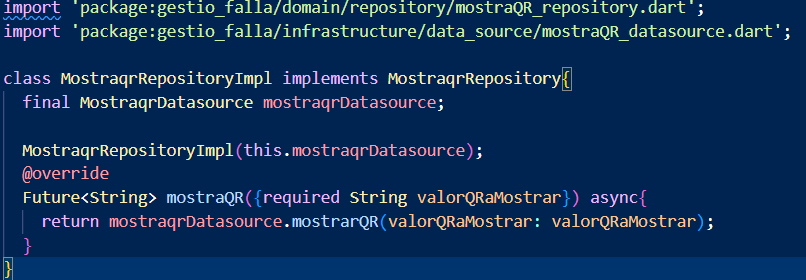 import 'package:gestio_falla/domain/repository/mostraQR_repository.dart';
import 'package:gestio_falla/infrastructure/data_source/mostraQR_datasource.dart';
class MostraqrRepositoryImpl implements MostraqrRepository{
final MostraqrDatasource mostraqrDatasource;
MostraqrRepositoryImpl(this.mostraqrDatasource);
@override
Future<String> mostraQR({required String valorQRaMostrar}) async{
return mostraqrDatasource.mostrarQR(valorQRaMostrar: valorQRaMostrar);
}
}